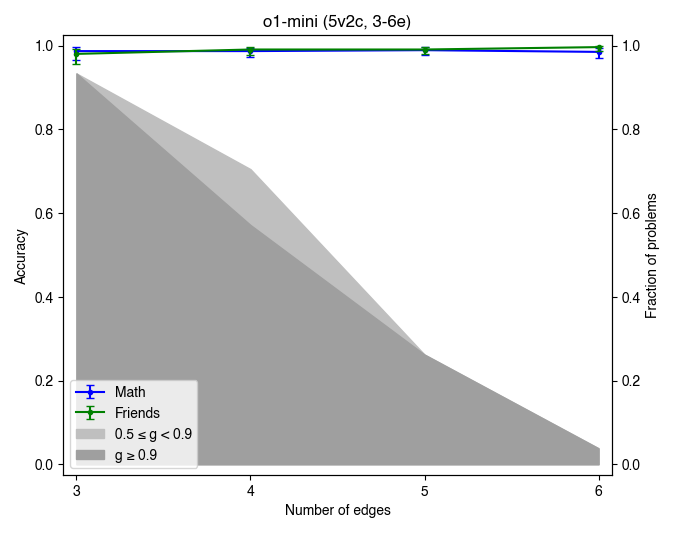 o1-mini (5v2c, 3-6e)
1.0
0.8
0.6
0.4
0.2
0.0
Accuracy
1.0
0.8
0.6
0.4
0.2
0.0
Fraction of problems
Math
Friends
0.5 ≤ g < 0.9
g ≥ 0.9
3 4 5 6
Number of edges